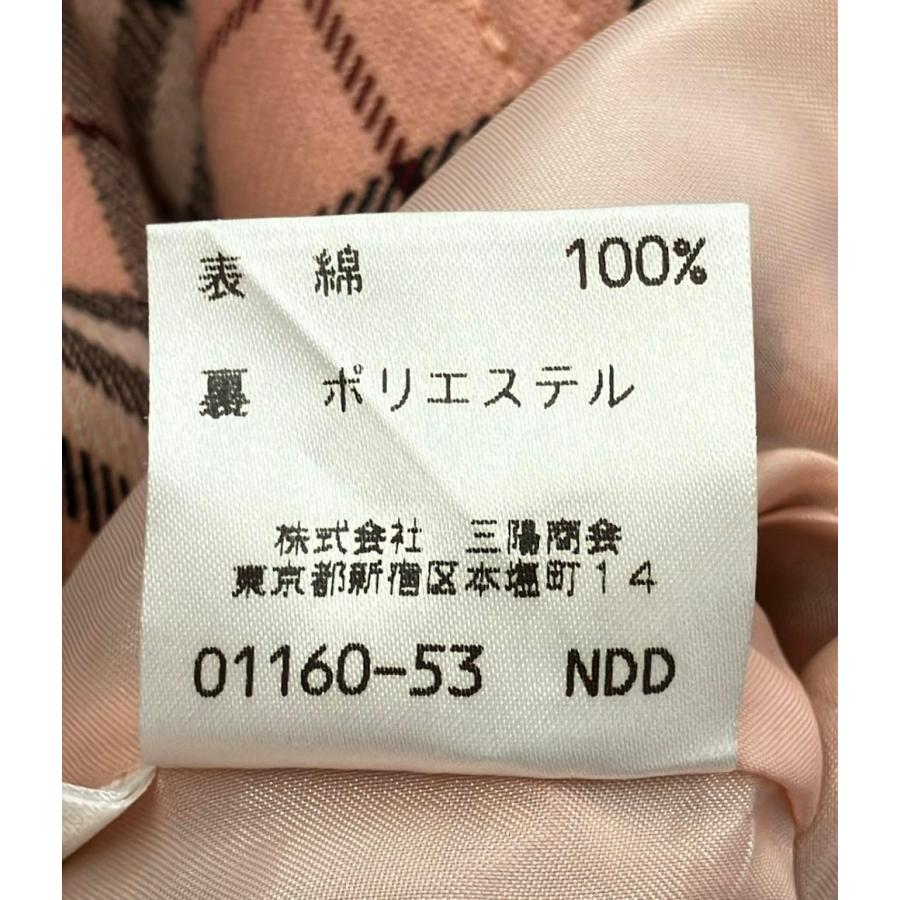 表 綿 100%
裏 ポリエステル
株式会社 三陽商会
東京都新宿区本塩町14
01160-53 NDD